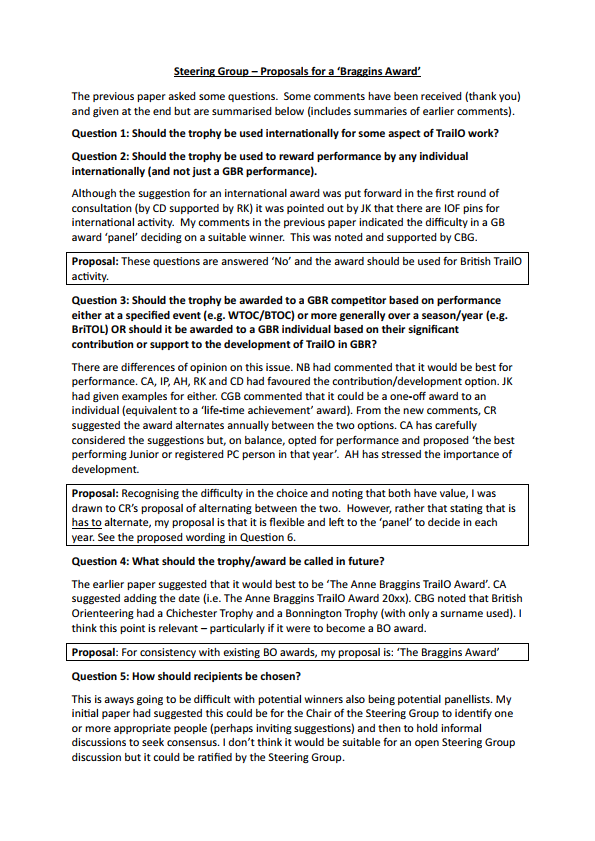 Steering Group – Proposals for a ‘Braggins Award’
The previous paper asked some questions.  Some comments have been received (thank you)
and given at the end but are summarised below (includes summaries of earlier comments).
Question 1: Should the trophy be used internationally for some aspect of TrailO work?
Question 2: Should the trophy be used to reward performance by any individual
internationally (and not just a GBR performance).
Although the suggestion for an international award was put forward in the first round of
consultation (by CD supported by RK) it was pointed out by JK that there are IOF pins for
international activity.  My comments in the previous paper indicated the difficulty in a GB
award ‘panel’ deciding on a suitable winner.  This was noted and supported by CBG.
Proposal: These questions are answered ‘No’ and the award should be used for British TrailO
activity.
Question 3: Should the trophy be awarded to a GBR competitor based on performance
either at a specified event (e.g. WTOC/BTOC) or more generally over a season/year (e.g.
BriTOL) OR should it be awarded to a GBR individual based on their significant
contribution or support to the development of TrailO in GBR?
There are differences of opinion on this issue. NB had commented that it would be best for
performance. CA, IP, AH, RK and CD had favoured the contribution/development option. JK
had given examples for either. CGB commented that it could be a one-off award to an
individual (equivalent to a ‘life-time achievement’ award). From the new comments, CR
suggested the award alternates annually between the two options. CA has carefully
considered the suggestions but, on balance, opted for performance and proposed ‘the best
performing Junior or registered PC person in that year’.  AH has stressed the importance of
development.
Proposal: Recognising the difficulty in the choice and noting that both have value, I was
drawn to CR’s proposal of alternating between the two.  However, rather that stating that is
has to alternate, my proposal is that it is flexible and left to the ‘panel’ to decide in each
year. See the proposed wording in Question 6.
Question 4: What should the trophy/award be called in future?
The earlier paper suggested that it would best to be ‘The Anne Braggins TrailO Award’. CA
suggested adding the date (i.e. The Anne Braggins TrailO Award 20xx). CBG noted that British
Orienteering had a Chichester Trophy and a Bonnington Trophy (with only a surname used). I
think this point is relevant – particularly if it were to become a BO award.
Proposal: For consistency with existing BO awards, my proposal is: ‘The Braggins Award’
Question 5: How should recipients be chosen?
This is aways going to be difficult with potential winners also being potential panellists. My
initial paper had suggested this could be for the Chair of the Steering Group to identify one
or more appropriate people (perhaps inviting suggestions) and then to hold informal
discussions to seek consensus. I don’t think it would be suitable for an open Steering Group
discussion but it could be ratified by the Steering Group.